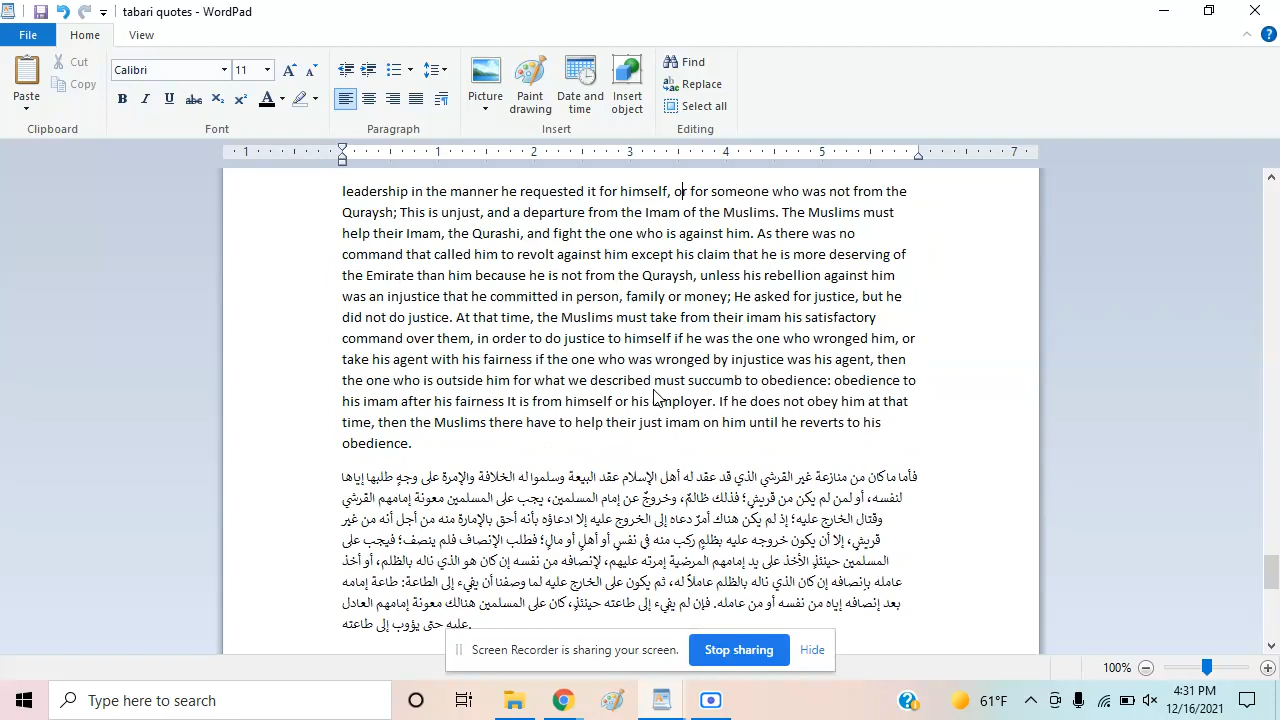 tabari quotes - WordPad
File Home View
Paste
Cut
Copy
Clipboard
Calibri 11
B I U abc X₂ X² A
Font
Paragraph
Picture
Paint drawing
Date and time
Insert object
Insert
Find
Replace
Select all
Editing
1 1 2 3 4 5 7
leadership in the manner he requested it for himself, or for someone who was not from the
Quraysh; This is unjust, and a departure from the Imam of the Muslims. The Muslims must
help their Imam, the Qurashi, and fight the one who is against him. As there was no
command that called him to revolt against him except his claim that he is more deserving of
the Emirate than him because he is not from the Quraysh, unless his rebellion against him
was an injustice that he committed in person, family or money; He asked for justice, but he
did not do justice. At that time, the Muslims must take from their imam his satisfactory
command over them, in order to do justice to himself if he was the one who wronged him, or
take his agent with his fairness if the one who was wronged by injustice was his agent, then
the one who is outside him for what we described must succumb to obedience: obedience to
his imam after his fairness It is from himself or his employer. If he does not obey him at that
time, then the Muslims there have to help their just imam on him until he reverts to his
obedience.
فأما ما كان من منازعة غير القرشي الذي قد عقد له أهل الإسلام عقد البيعة وسلموا له الخلافة والإمرة على وجهٍ طلبها إياها
لنفسه، أو لمن لم يكن من قريشٍ؛ فذلك ظالمٌ، وخروجٌ عن إمام المسلمين، يجب على المسلمين معونة إمامهم القرشي
وقتال الخارج عليه؛ إذ لم يكن هناك أمرٌ دعاه إلى الخروج عليه إلا ادعاؤه بأنه أحق بالإمارة منه من أجل أنه من غير
قريشٍ، إلا أن يكون خروجه عليه بظلمٍ ركب منه في نفسٍ أو أهلٍ أو مالٍ؛ فطلب الإنصاف فلم ينصف؛ فيجب على
المسلمين حينئذٍ الأخذ على يد إمامهم المرضية إمرته عليهم، لإنصافه من نفسه إن كان هو الذي ناله بالظلم، أو أخذ
عامله بإنصافه إن كان الذي ناله بالظلم عاملاً له، ثم يكون على الخارج عليه لما وصفنا أن يفيء إلى الطاعة: طاعة إمامه
بعد إنصافه إياه من نفسه أو من عامله. فإن لم يفيء إلى طاعته حينئذٍ، كان على المسلمين هنالك معونة إمامهم العادل
عليه حتى يؤوب إلى طاعته.
Screen Recorder is sharing your screen. Stop sharing Hide
100%
Type here to search
61°F
4:31 PM
12/16/2021